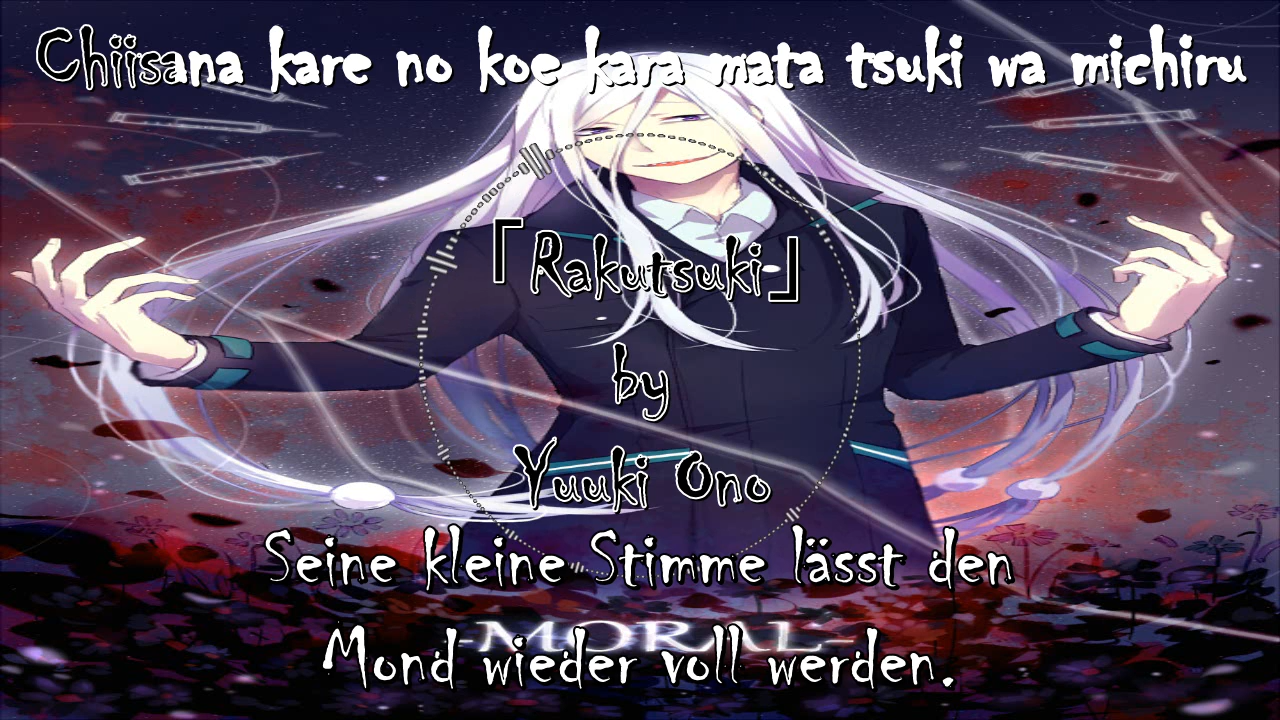 Chiisana kare no koe kara mata tsuki wa michiru
「Rakutsuki」
by
Yuuki Ono
Seine kleine Stimme lässt den
-MORAL-
Mond wieder voll werden.